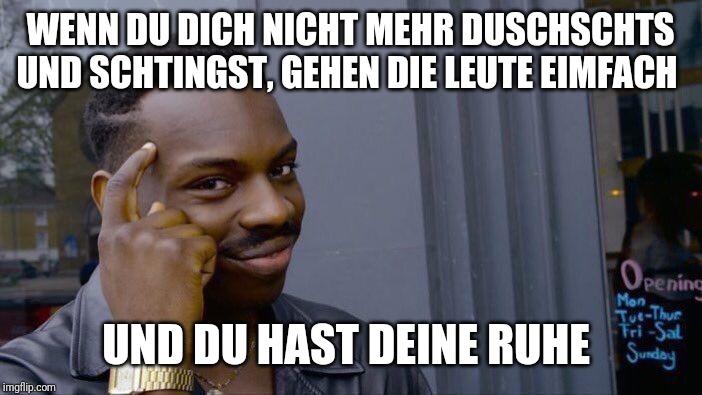 WENN DU DICH NICHT MEHR DUSCHSCHTS
UND SCHTINGST, GEHEN DIE LEUTE EIMFACH
UND DU HAST DEINE RUHE
Opening
Mon
Tue-Thur
Fri-Sat
Sunday
imgflip.com